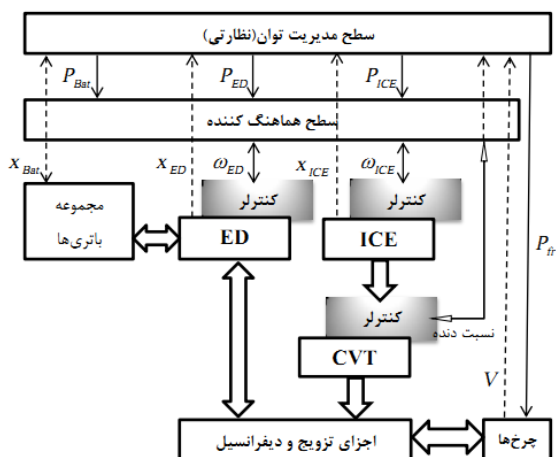 سطح مدیریت توان(نظارتی)
P_Bat
P_ED
P_ICE
سطح هماهنگ کننده
x_Bat
x_ED
ω_ED
x_ICE
ω_ICE
کنترلر
کنترلر
مجموعه
باتری‌ها
ED
ICE
P_fr
کنترلر
نسبت دنده
CVT
V
اجزای تزویج و دیفرانسیل
چرخ‌ها